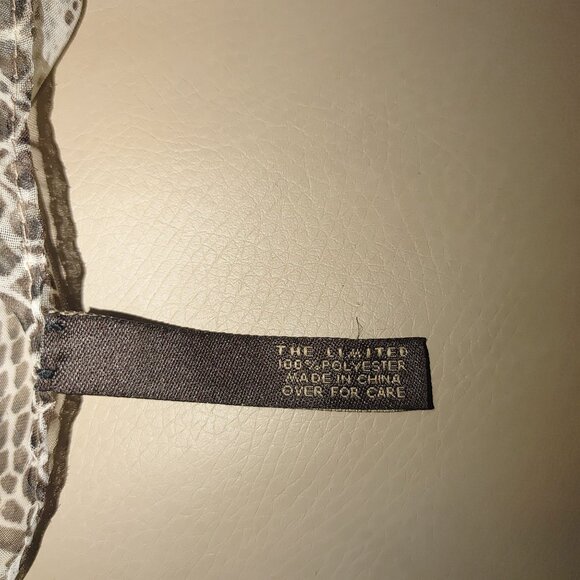 THE LIMITED
100% POLYESTER
MADE IN CHINA
OVER FOR CARE